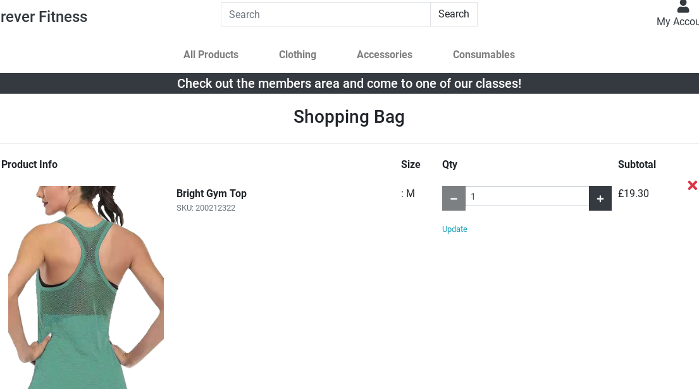 rever Fitness
Search
Search
My Accou
All Products
Clothing
Accessories
Consumables
Check out the members area and come to one of our classes!
Shopping Bag
Product Info
Size
Qty
Subtotal
Bright Gym Top
: M
1
£19.30
SKU: 200212322
Update